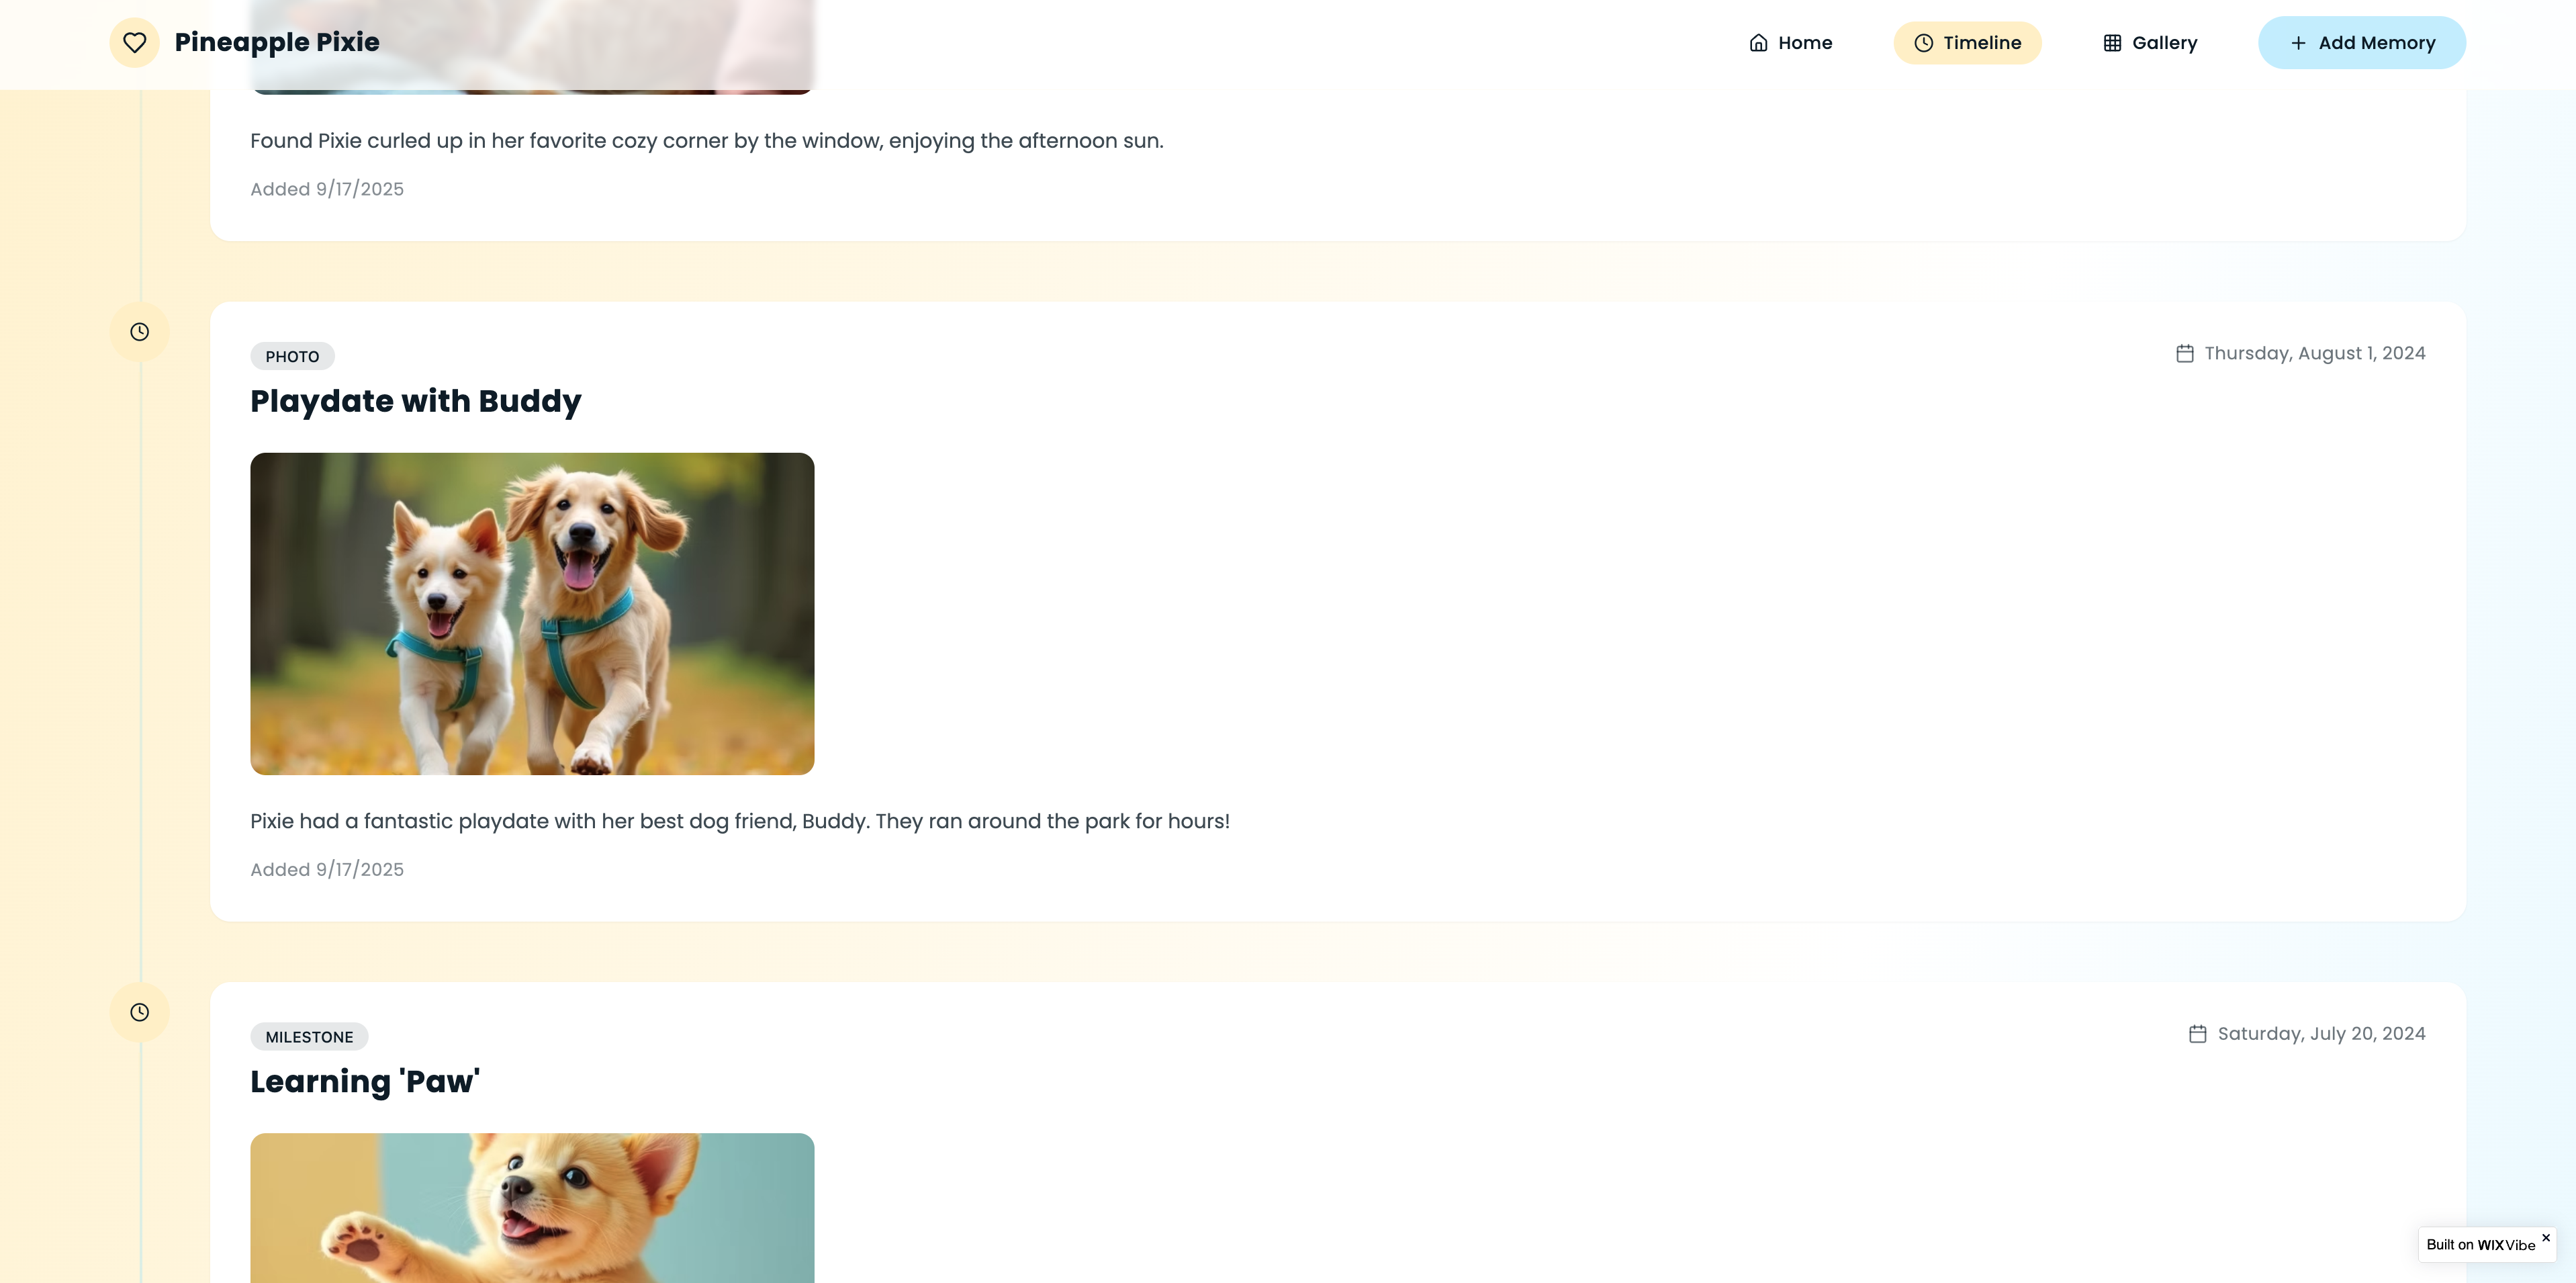 Pineapple Pixie
Home
Timeline
Gallery
Add Memory
Found Pixie curled up in her favorite cozy corner by the window, enjoying the afternoon sun.
Added 9/17/2025
PHOTO
Thursday, August 1, 2024
Playdate with Buddy
Pixie had a fantastic playdate with her best dog friend, Buddy. They ran around the park for hours!
Added 9/17/2025
MILESTONE
Saturday, July 20, 2024
Learning 'Paw'
Built on WIX Vibe